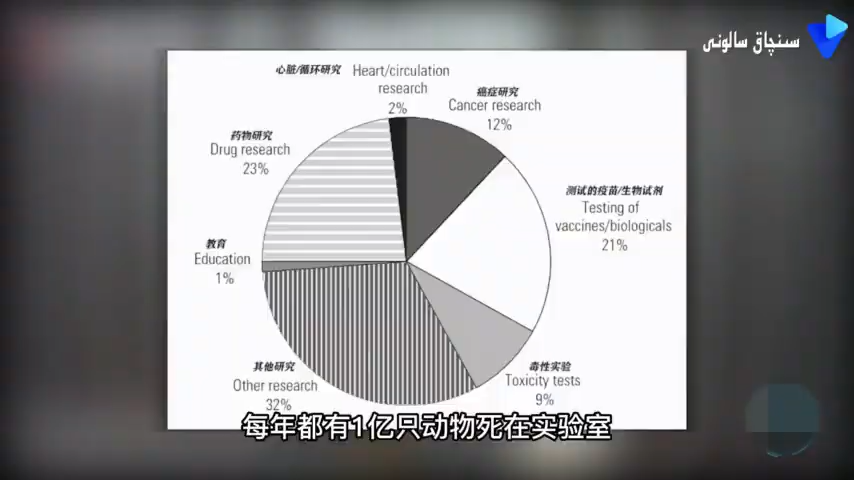 سىنچاق سالونى
心脏/循环研究
Heart/circulation
research
2%
癌症研究
Cancer research
12%
药物研究
Drug research
23%
测试的疫苗/生物试剂
Testing of
vaccines/biologicals
21%
教育
Education
1%
其他研究
Other research
32%
毒性实验
Toxicity tests
9%
每年都有1亿只动物死在实验室